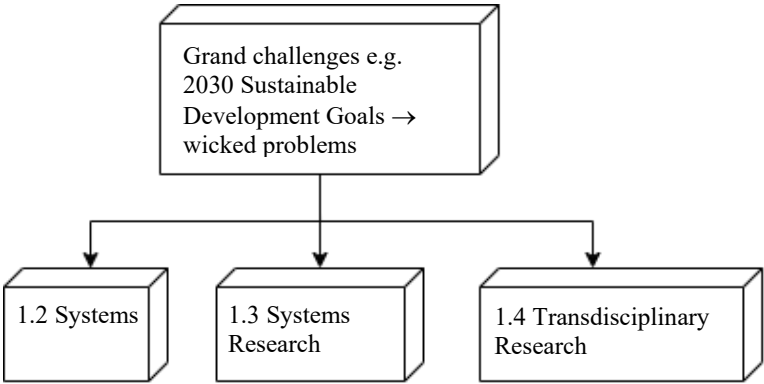 Grand challenges e.g.
2030 Sustainable
Development Goals →
wicked problems
1.2 Systems
1.3 Systems
Research
1.4 Transdisciplinary
Research